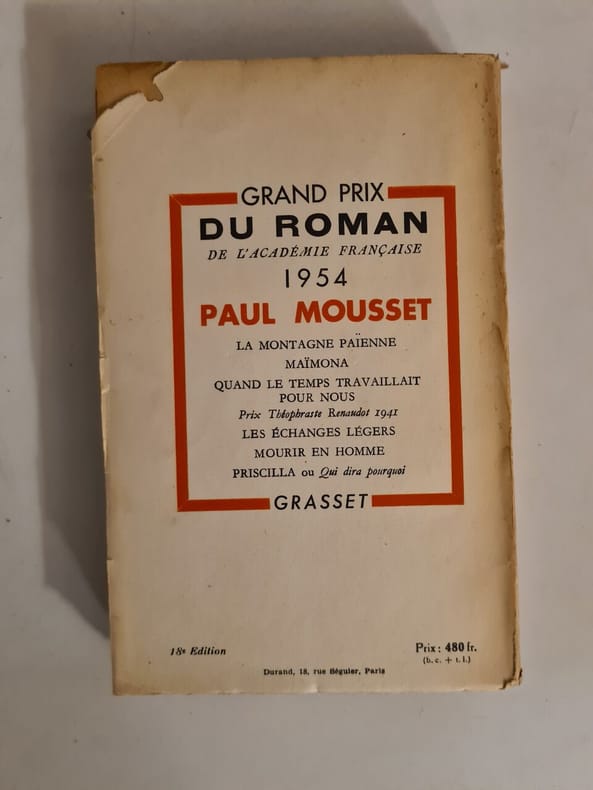 GRAND PRIX
DU ROMAN
DE L'ACADÉMIE FRANÇAISE
1954
PAUL MOUSSET
LA MONTAGNE PAÏENNE
MAÏMONA
QUAND LE TEMPS TRAVAILLAIT
POUR NOUS
Prix Théophraste Renaudot 1941
LES ÉCHANGES LÉGERS
MOURIR EN HOMME
PRISCILLA ou Qui dira pourquoi
GRASSET
18e Edition
Prix : 480 fr.
(b. c. + t. l.)
Durand, 18, rue Séguier, Paris